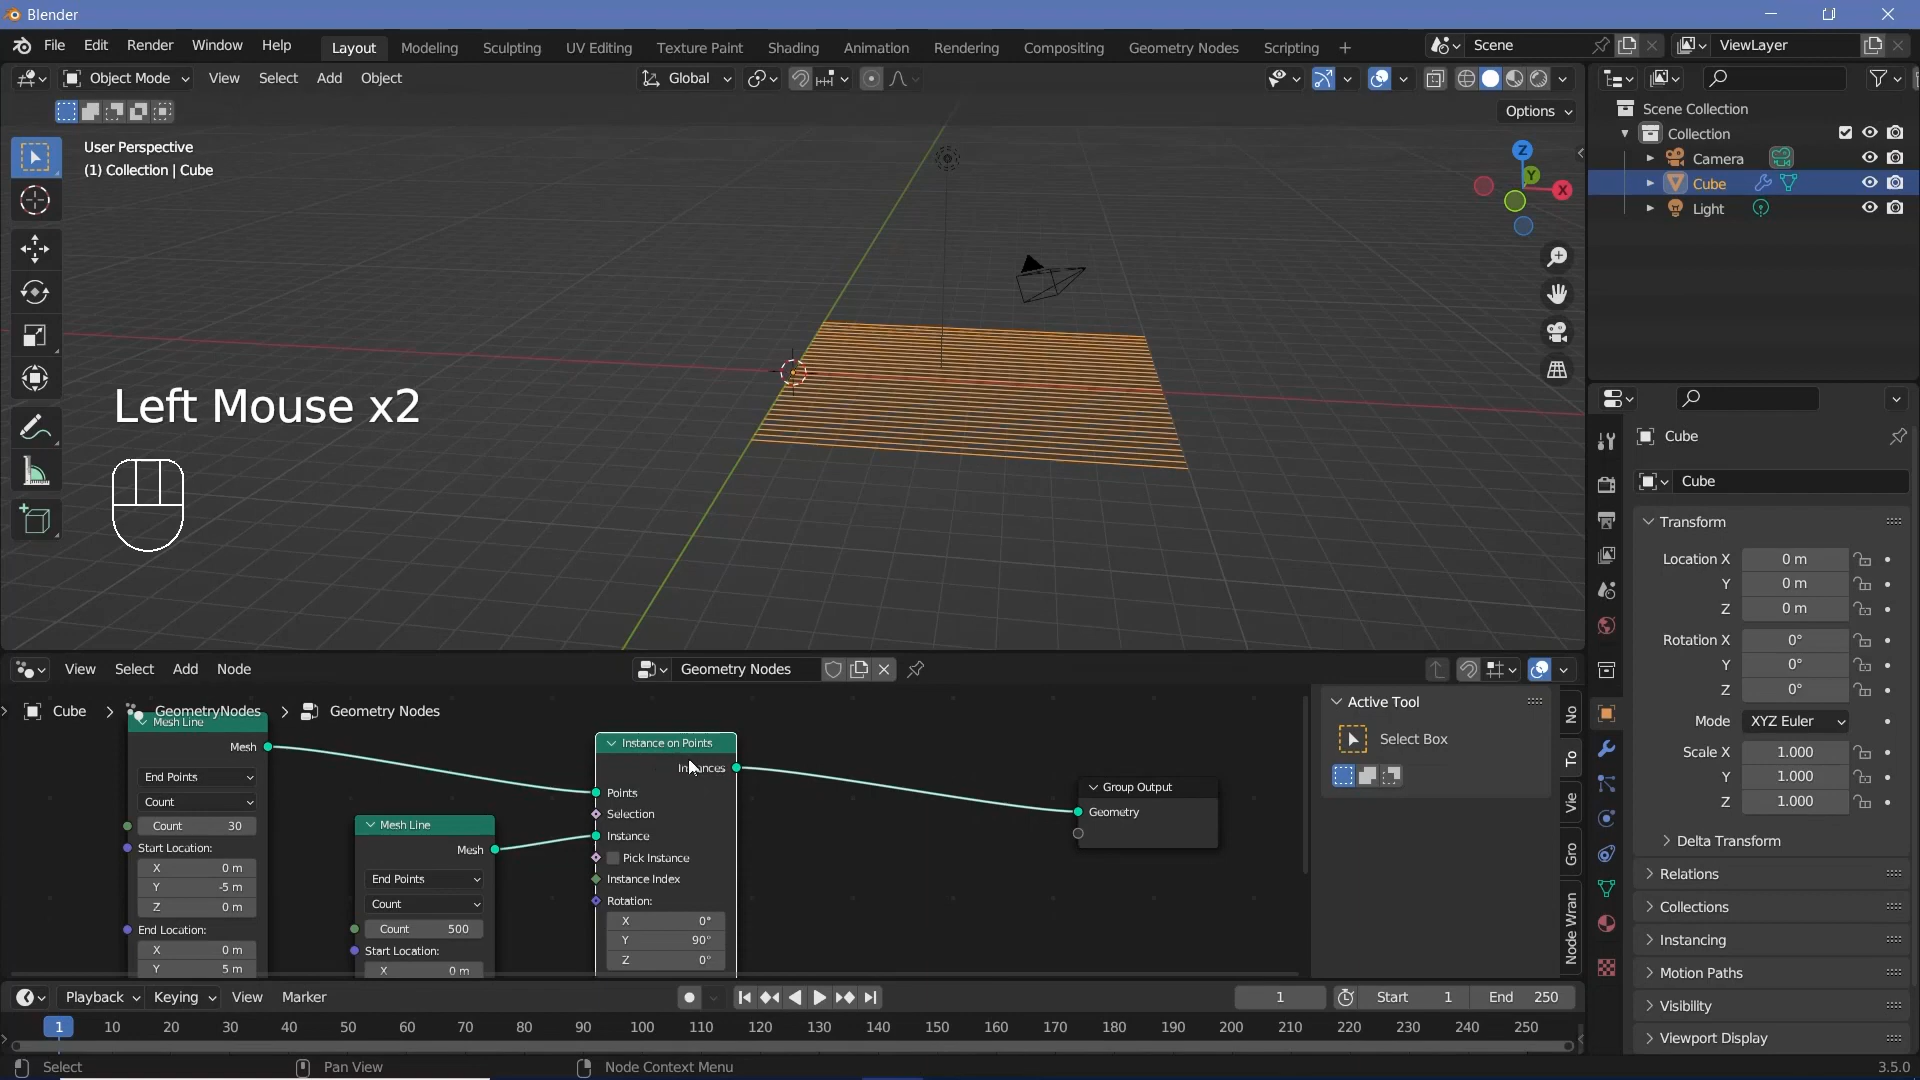 Blender
File Edit Render Window Help
Layout Modeling Sculpting UV Editing Texture Paint Shading Animation Rendering Compositing Geometry Nodes Scripting +
Scene
ViewLayer
Object Mode View Select Add Object
Global
Options
User Perspective
(1) Collection | Cube
Z
Y
X
Left Mouse x2
Scene Collection
Collection
Camera
Cube
Light
Cube
Cube
Transform
Location X 0 m
Y 0 m
Z 0 m
Rotation X 0°
Y 0°
Z 0°
Mode XYZ Euler
Scale X 1.000
Y 1.000
Z 1.000
Delta Transform
Relations
Collections
Instancing
Motion Paths
Visibility
Viewport Display
View Select Add Node
Geometry Nodes
Cube > GeometryNodes > Geometry Nodes
Mesh Line
Mesh
End Points
Count
Count 30
Start Location:
X 0 m
Y -5 m
Z 0 m
End Location:
X 0 m
Y 5 m
Mesh Line
Mesh
End Points
Count
Count 500
Start Location:
X 0 m
Instance on Points
Instances
Points
Selection
Instance
Pick Instance
Instance Index
Rotation:
X 0°
Y 90°
Z 0°
Group Output
Geometry
Active Tool
Select Box
No
To
Vie
Gro
Node Wran
Playback Keying View Marker
1
Start 1
End 250
1 10 20 30 40 50 60 70 80 90 100 110 120 130 140 150 160 170 180 190 200 210 220 230 240 250
Select
Pan View
Node Context Menu
3.5.0